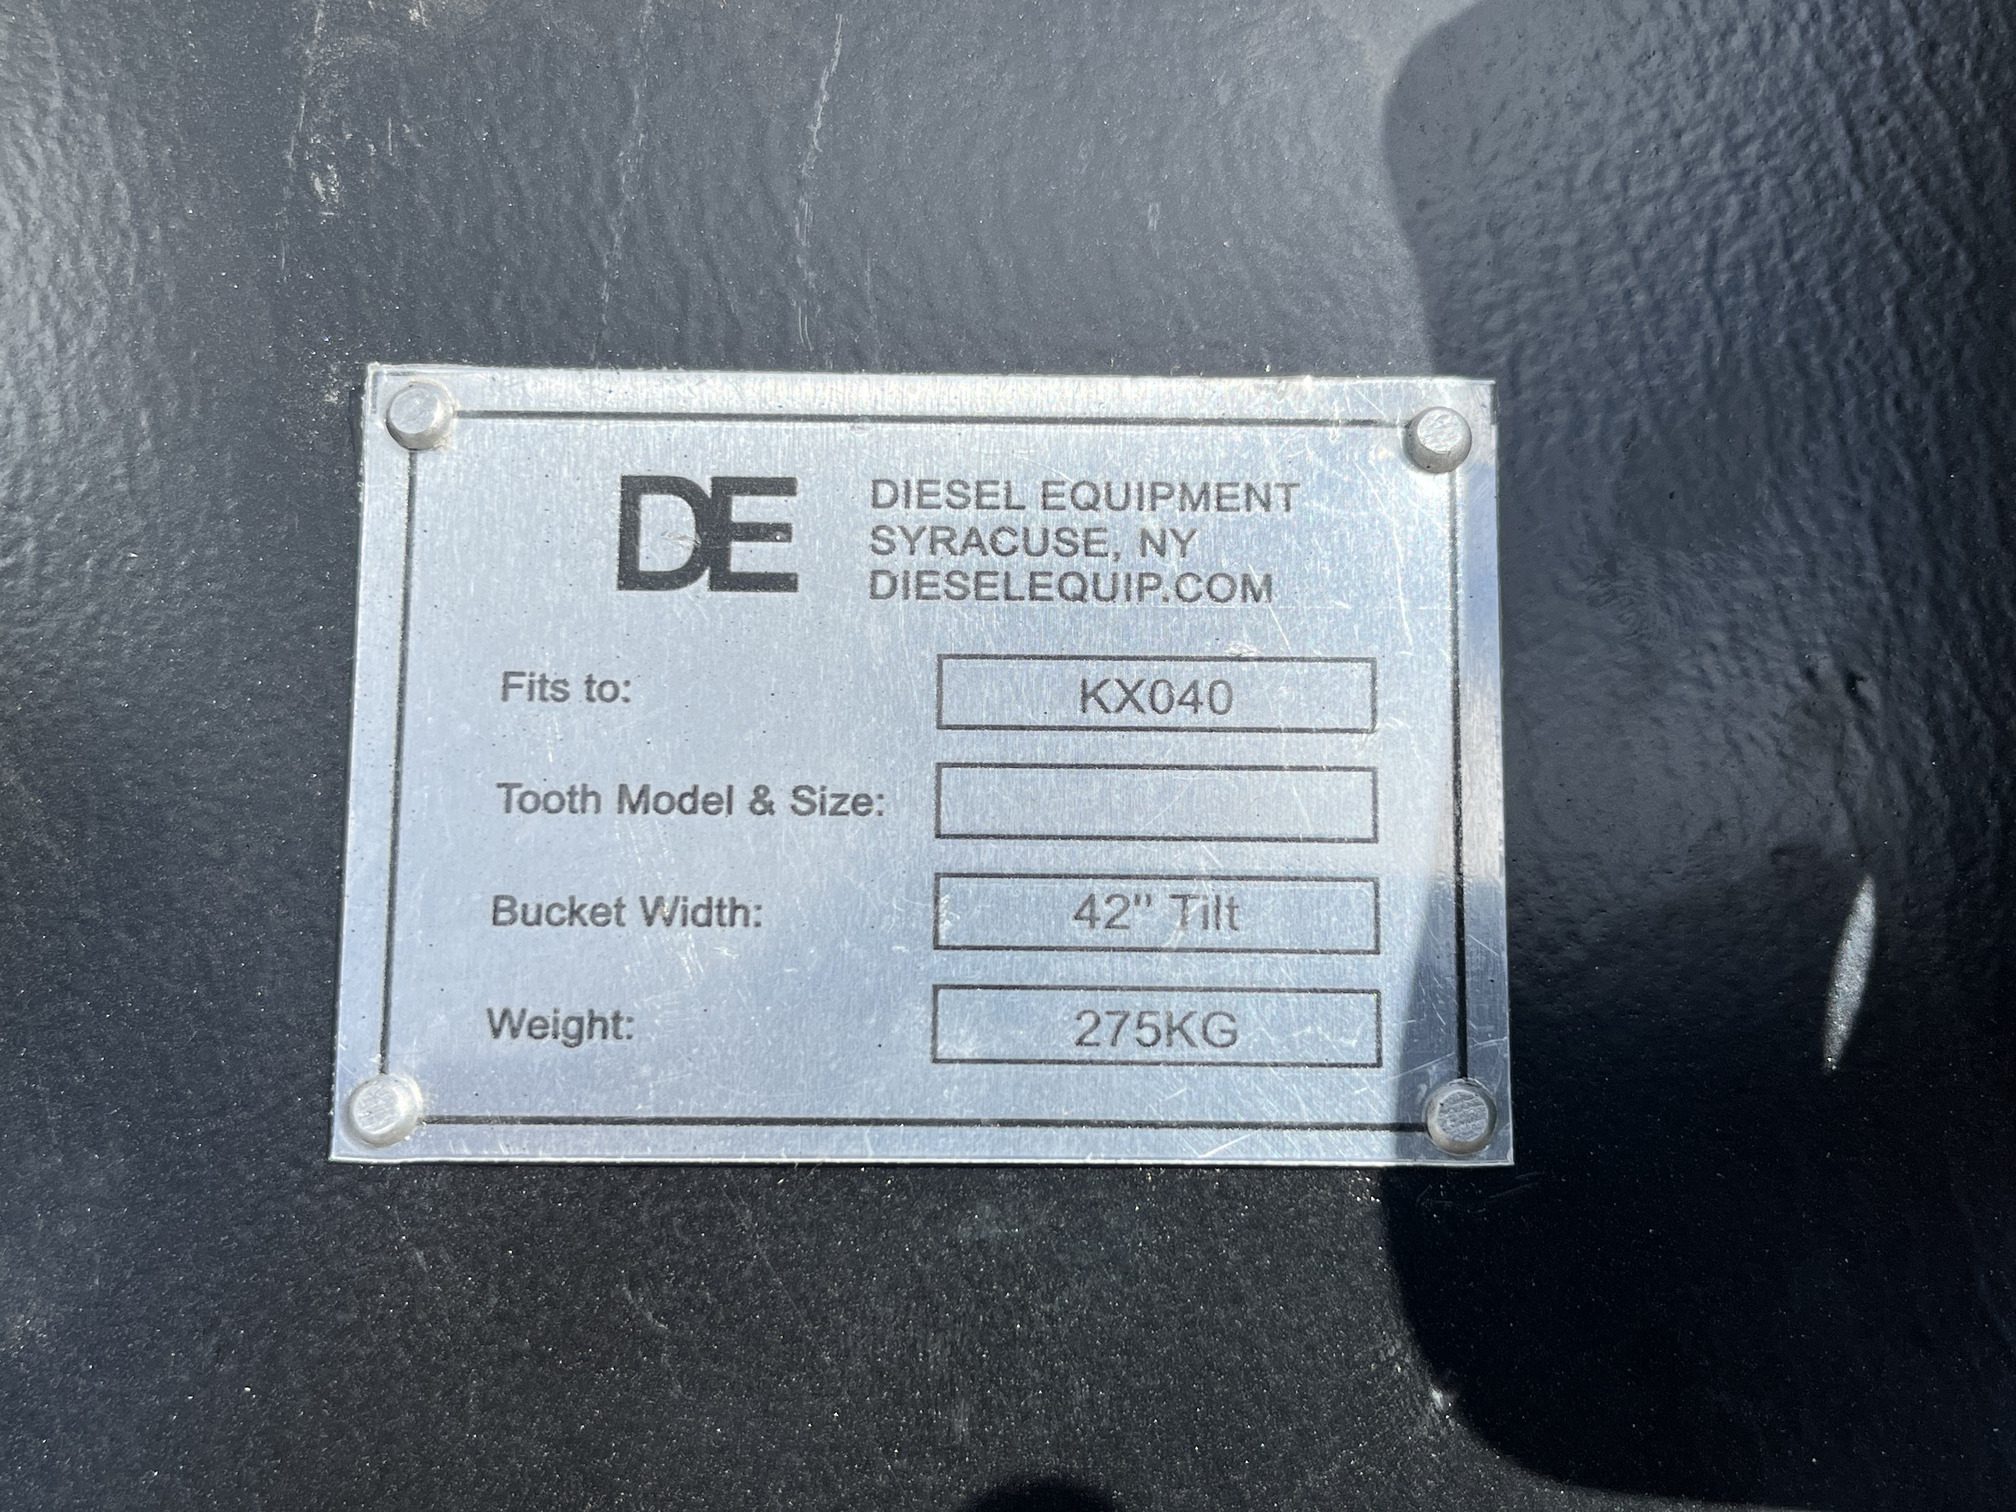 DE
DIESEL EQUIPMENT
SYRACUSE, NY
DIESELEQUIP.COM
Fits to: KX040
Tooth Model & Size:
Bucket Width: 42" Tilt
Weight: 275KG